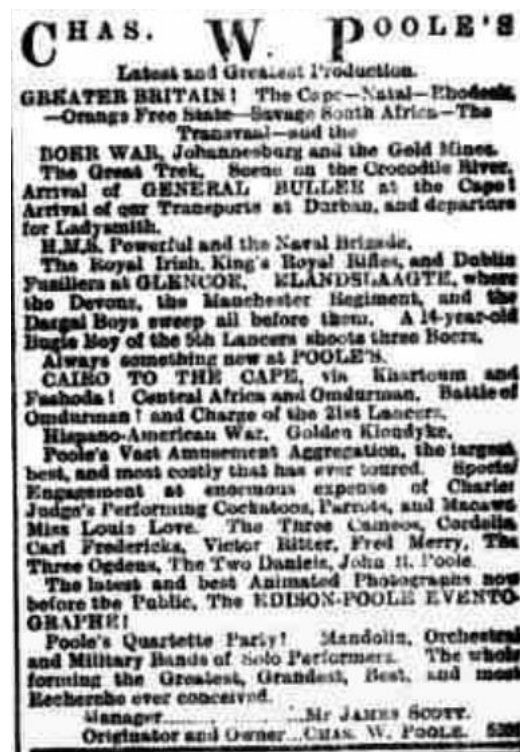 CHAS. W. POOLE'S
Latest and Greatest Production.
GREATER BRITAIN! The Cape—Natal—Rhodesia
—Orange Free State—Savage South Africa—The
Transvaal—and the
BOER WAR, Johannesburg and the Gold Mines.
The Great Trek. Scene on the Crocodile River.
Arrival of GENERAL BULLER at the Cape!
Arrival of our Transports at Durban, and departure
for Ladysmith.
H.M.S. Powerful and the Naval Brigade.
The Royal Irish, King's Royal Rifles, and Dublin
Fusiliers at GLENCOE. ELANDSLAAGTE, where
the Devons, the Manchester Regiment, and the
Dargai Boys sweep all before them. A 14-year-old
Bugle Boy of the 5th Lancers shoots three Boers.
Always something new at POOLE'S.
CAIRO TO THE CAPE, via Khartoum and
Fashoda! Central Africa and Omdurman. Battle of
Omdurman! and Charge of the 21st Lancers.
Hispano-American War. Golden Klondyke.
Poole's Vast Amusement Aggregation, the largest,
best, and most costly that has ever toured. Special
Engagement at enormous expense of Charles
Judge's Performing Cockatoos, Parrots, and Macaws
Miss Louie Love. The Three Cameos, Cordelia
Carl Fredericks, Victor Ritter, Fred Merry, The
Three Ogdens, The Two Daniels, John H. Poole.
The latest and best Animated Photographs now
before the Public, The EDISON-POOLE EVENTO-
GRAPHE!
Poole's Quartette Party! Mandolin, Orchestral
and Military Bands of Solo Performers. The whole
forming the Greatest, Grandest, Best, and most
Recherche ever conceived.
Manager............ Mr JAMES SCOTT.
Originator and Owner...CHAS. W. POOLE.